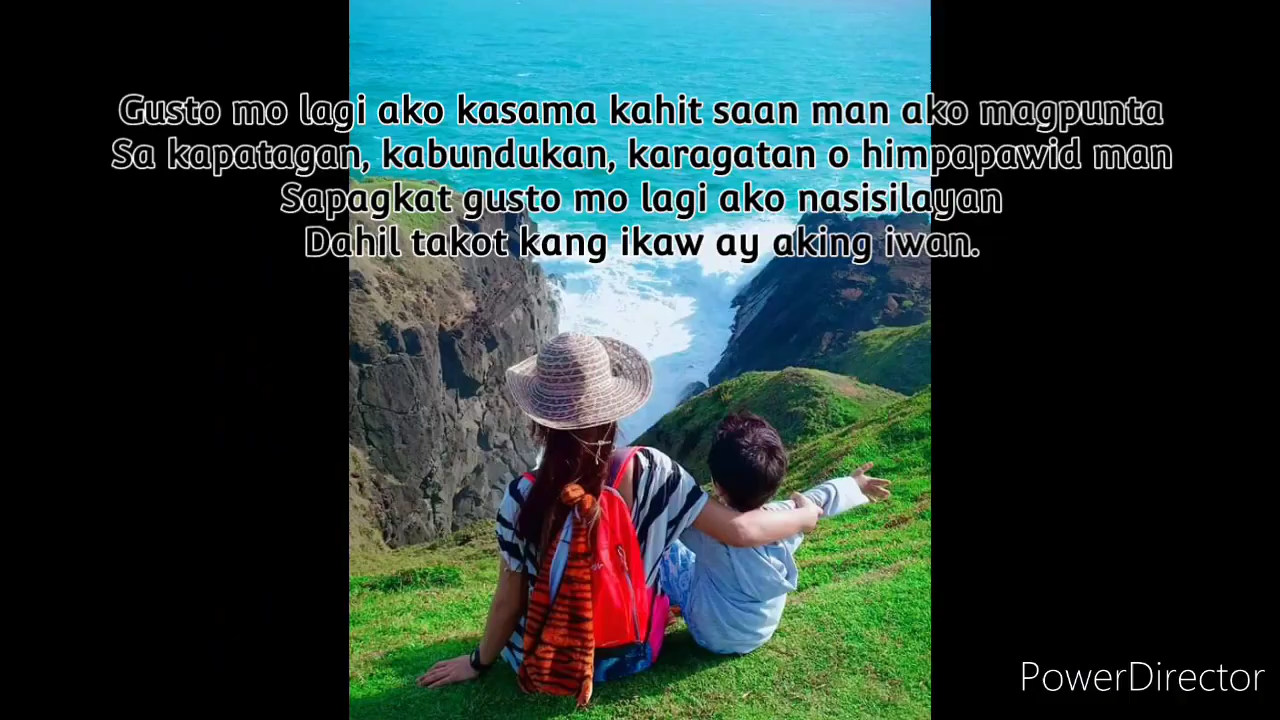 Gusto mo lagi ako kasama kahit saan man ako magpunta
Sa kapatagan, kabundukan, karagatan o himpapawid man
Sapagkat gusto mo lagi ako nasisilayan
Dahil takot kang ikaw ay aking iwan.
PowerDirector